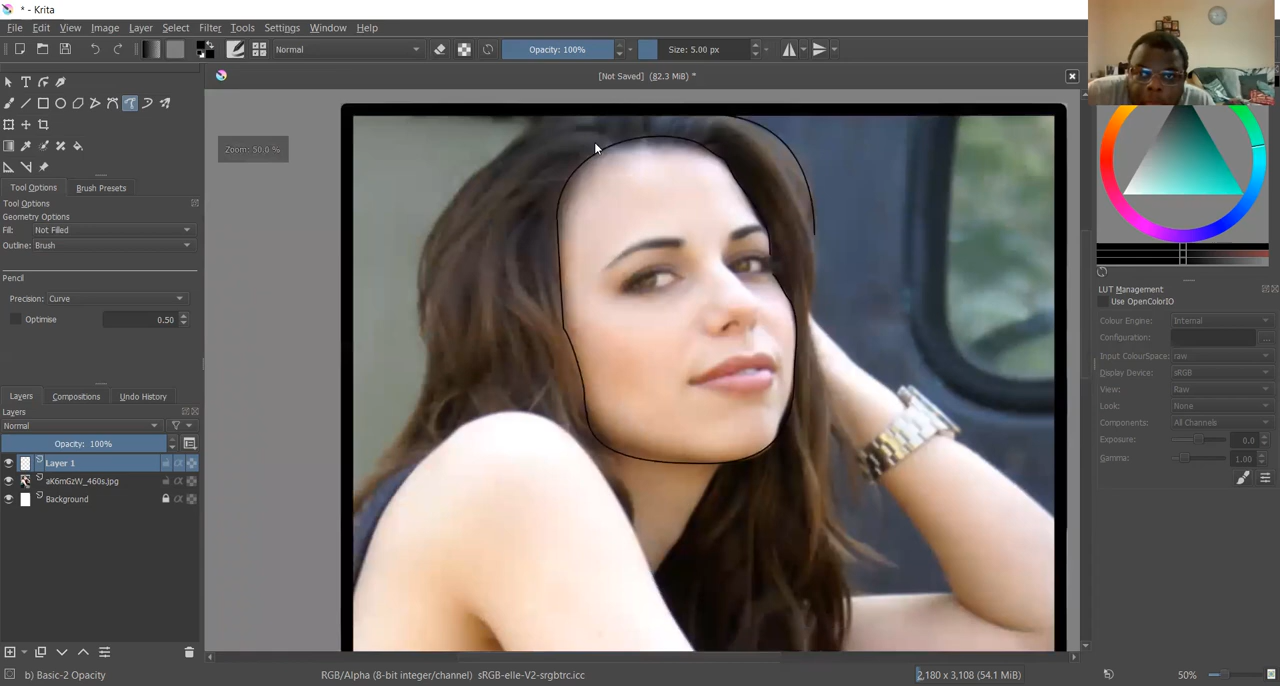 * - Krita
File Edit View Image Layer Select Filter Tools Settings Window Help
Normal Opacity: 100% Size: 5.00 px
[Not Saved] (82.3 MiB) *
Zoom: 50.0 %
Tool Options Brush Presets
Tool Options
Geometry Options
Fill: Not Filled
Outline: Brush
Pencil
Precision: Curve
Optimise 0.50
Layers Compositions Undo History
Layers
Normal
Opacity: 100%
Layer 1
aK6mGzW_460s.jpg
Background
LUT Management
Use OpenColorIO
Colour Engine: Internal
Configuration: ...
Input ColourSpace: raw
Display Device: sRGB
View: Raw
Look: None
Components: All Channels
Exposure: 0.0
Gamma: 1.00
b) Basic-2 Opacity RGB/Alpha (8-bit integer/channel) sRGB-elle-V2-srgbtrc.icc 2,180 x 3,108 (54.1 MiB) 50%